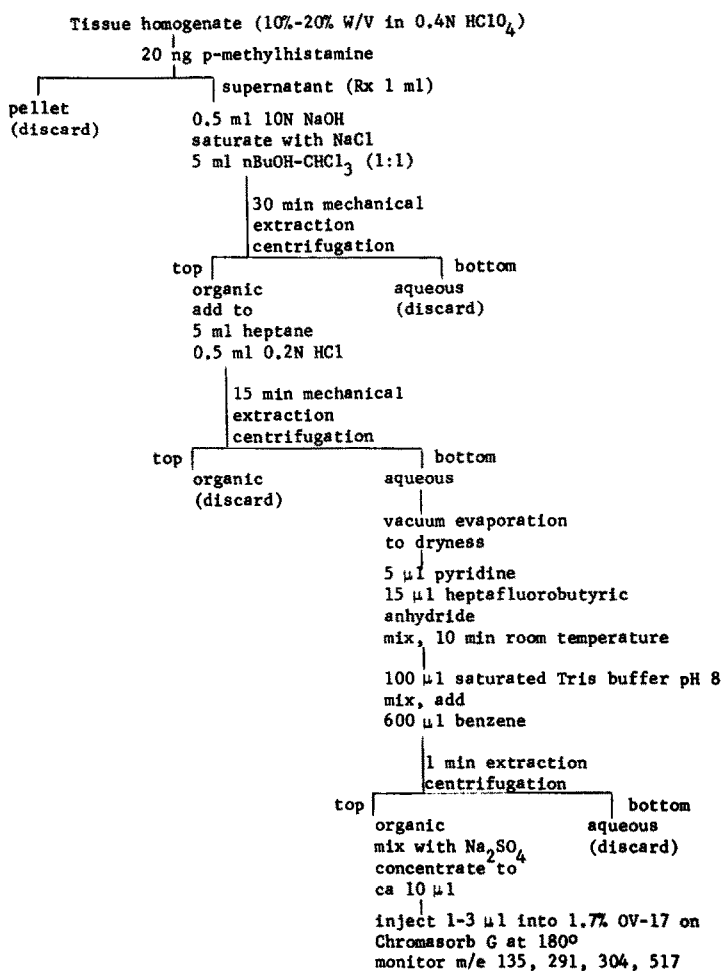 Tissue homogenate (10%-20% W/V in 0.4N HClO4)
20 ng p-methylhistamine
supernatant (Rx 1 ml)
pellet
(discard)
0.5 ml 10N NaOH
saturate with NaCl
5 ml nBuOH-CHCl3 (1:1)
30 min mechanical
extraction
centrifugation
top
bottom
organic
add to
5 ml heptane
0.5 ml 0.2N HCl
aqueous
(discard)
15 min mechanical
extraction
centrifugation
top
bottom
organic
(discard)
aqueous
vacuum evaporation
to dryness
5 μl pyridine
15 μl heptafluorobutyric
anhydride
mix, 10 min room temperature
100 μl saturated Tris buffer pH 8
mix, add
600 μl benzene
1 min extraction
centrifugation
top
bottom
organic
mix with Na2SO4
concentrate to
ca 10 μl
aqueous
(discard)
inject 1-3 μl into 1.7% OV-17 on
Chromasorb G at 180°
monitor m/e 135, 291, 304, 517